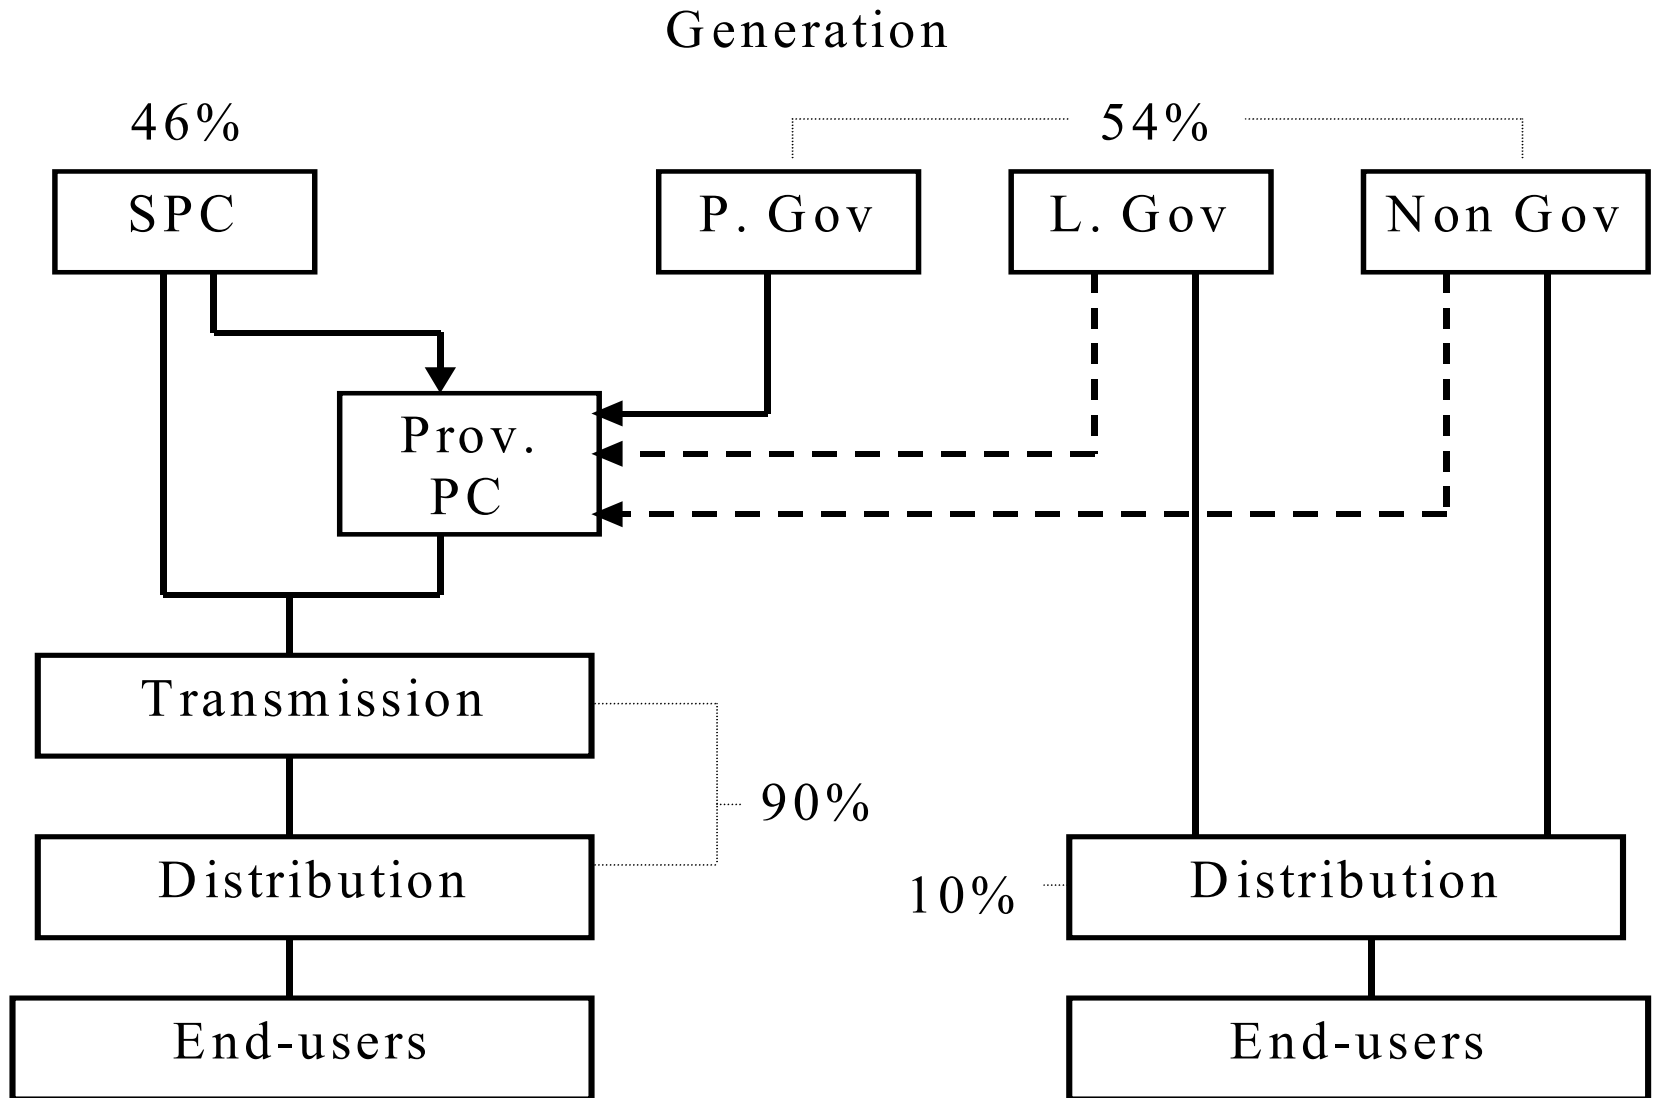 Generation
46%
54%
SPC
P. Gov
L. Gov
Non Gov
Prov.
PC
Transmission
90%
Distribution
10%
Distribution
End-users
End-users